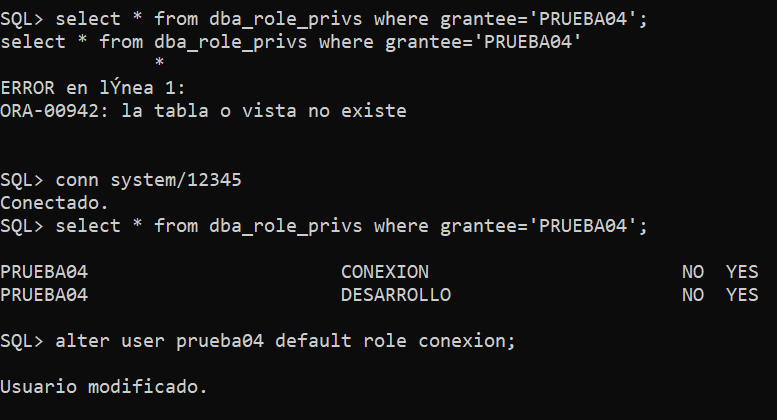 SQL> select * from dba_role_privs where grantee='PRUEBA04';
select * from dba_role_privs where grantee='PRUEBA04'
*
ERROR en lÝnea 1:
ORA-00942: la tabla o vista no existe
SQL> conn system/12345
Conectado.
SQL> select * from dba_role_privs where grantee='PRUEBA04';
PRUEBA04 CONEXION NO YES
PRUEBA04 DESARROLLO NO YES
SQL> alter user prueba04 default role conexion;
Usuario modificado.